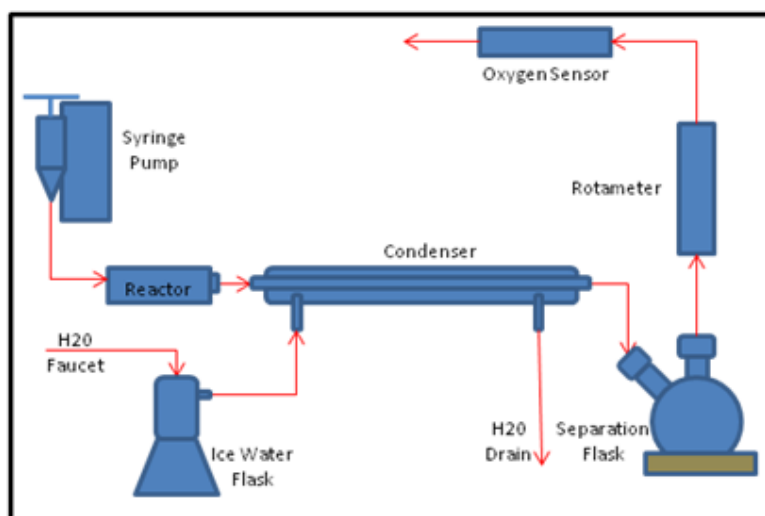 Oxygen Sensor
Syringe
Pump
Rotameter
Condenser
Reactor
H20
Faucet
Ice Water
Flask
H20
Drain
Separation
Flask